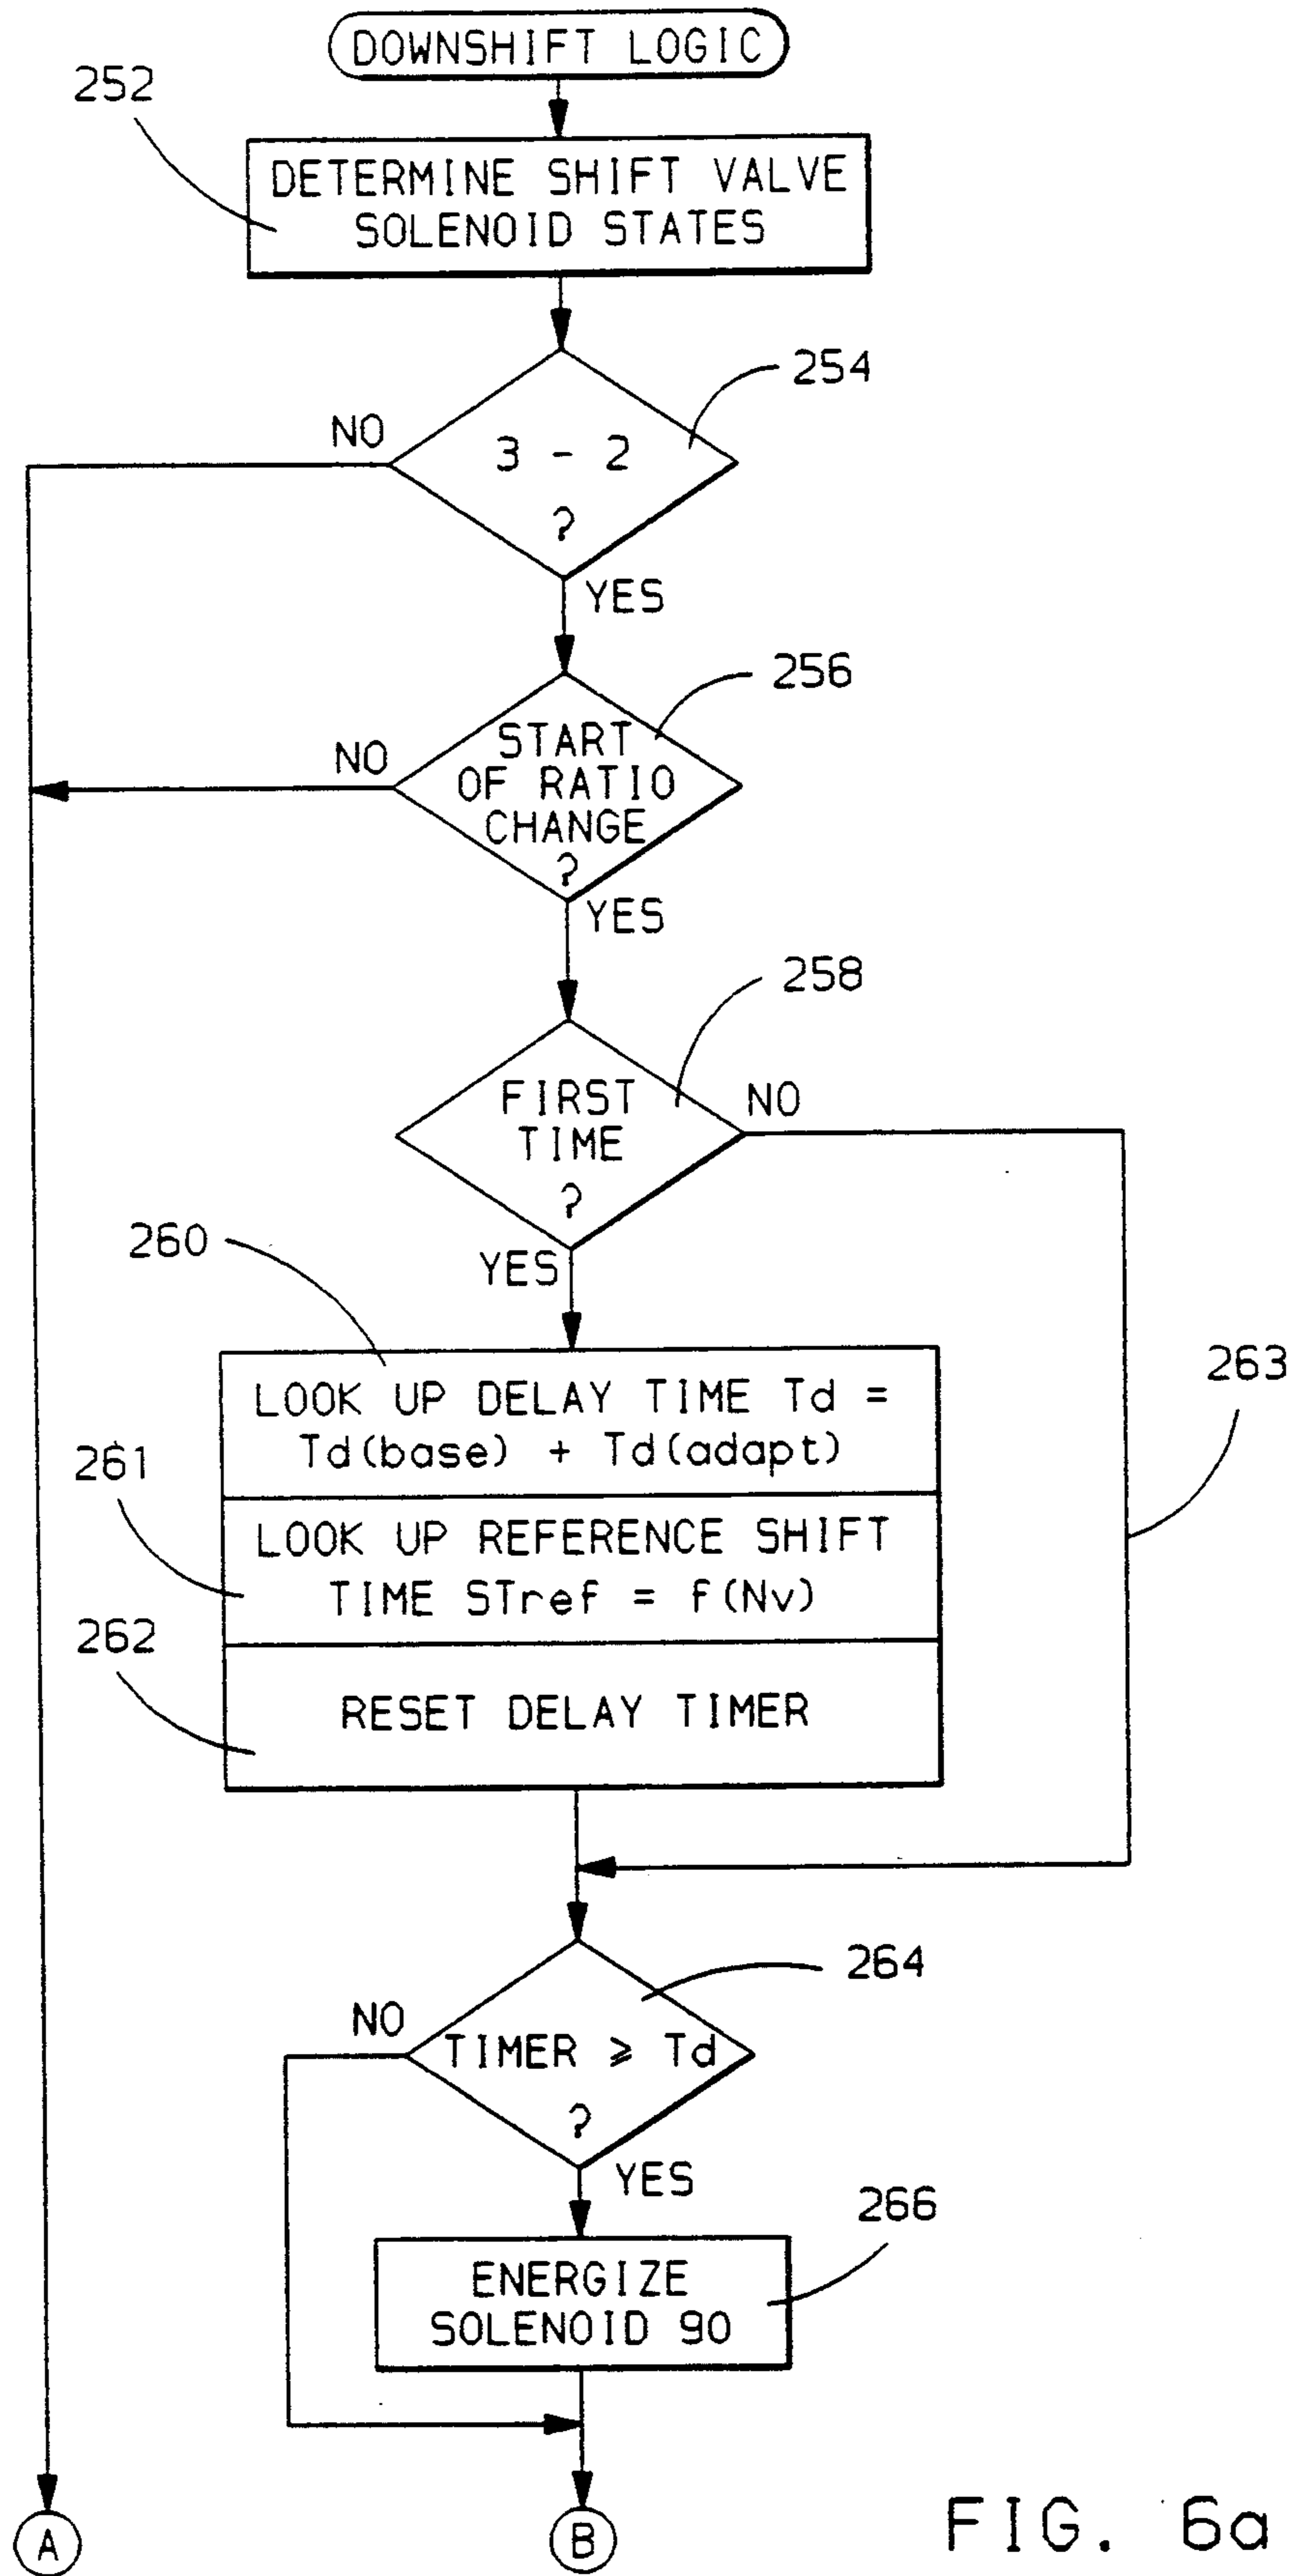 DOWNSHIFT LOGIC
252
DETERMINE SHIFT VALVE
SOLENOID STATES
254
NO
3 - 2
?
YES
256
NO
START
OF RATIO
CHANGE
?
YES
258
FIRST
TIME
?
NO
YES
260
LOOK UP DELAY TIME Td =
Td(base) + Td(adapt)
263
261
LOOK UP REFERENCE SHIFT
TIME STref = f(Nv)
262
RESET DELAY TIMER
264
NO
TIMER ⩾ Td
?
YES
266
ENERGIZE
SOLENOID 90
A
B
FIG. 6a